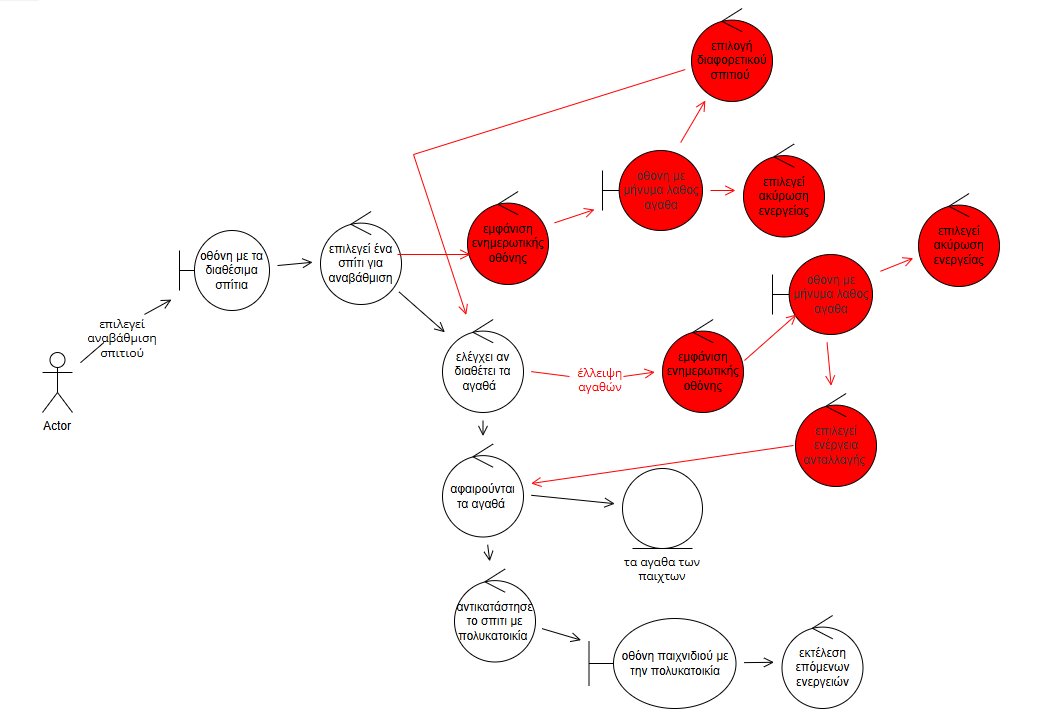 επιλογή
διαφορετικού
σπιτιού
οθονη με
μήνυμα λαθος
αγαθα
επιλεγεί
ακύρωση
ενεργείας
εμφάνιση
ενημερωτικής
οθόνης
επιλεγεί ένα
σπίτι για
αναβάθμιση
οθόνη με τα
διαθέσιμα
σπίτια
επιλεγεί
ακύρωση
ενεργείας
οθονη με
μήνυμα λαθος
αγαθα
επιλεγεί
αναβάθμιση
σπιτιού
Actor
ελέγχει αν
διαθέτει τα
αγαθά
έλλειψη
αγαθών
εμφάνιση
ενημερωτικής
οθόνης
επιλεγεί
ενέργεια
ανταλλαγής
αφαιρούνται
τα αγαθά
τα αγαθα των
παιχτων
αντικατάστησε
το σπιτι με
πολυκατοικία
οθόνη παιχνιδιού με
την πολυκατοικία
εκτέλεση
επόμενων
ενεργειών